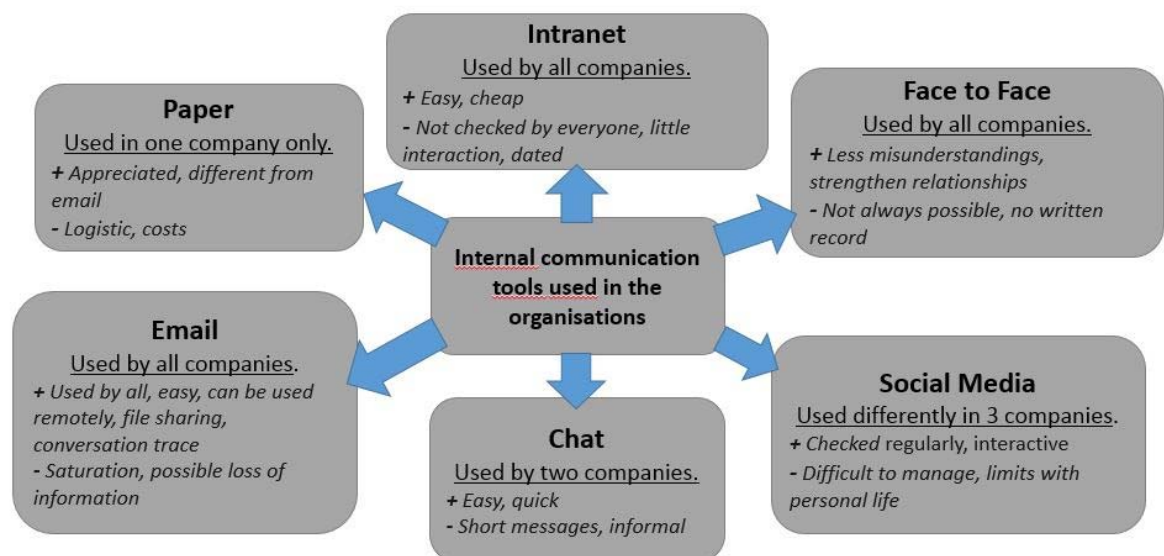 Intranet
Used by all companies.
+ Easy, cheap
- Not checked by everyone, little
interaction, dated
Paper
Used in one company only.
+ Appreciated, different from
email
- Logistic, costs
Face to Face
Used by all companies.
+ Less misunderstandings,
strengthen relationships
- Not always possible, no written
record
Internal communication
tools used in the
organisations
Email
Used by all companies.
+ Used by all, easy, can be used
remotely, file sharing,
conversation trace
- Saturation, possible loss of
information
Chat
Used by two companies.
+ Easy, quick
- Short messages, informal
Social Media
Used differently in 3 companies.
+ Checked regularly, interactive
- Difficult to manage, limits with
personal life